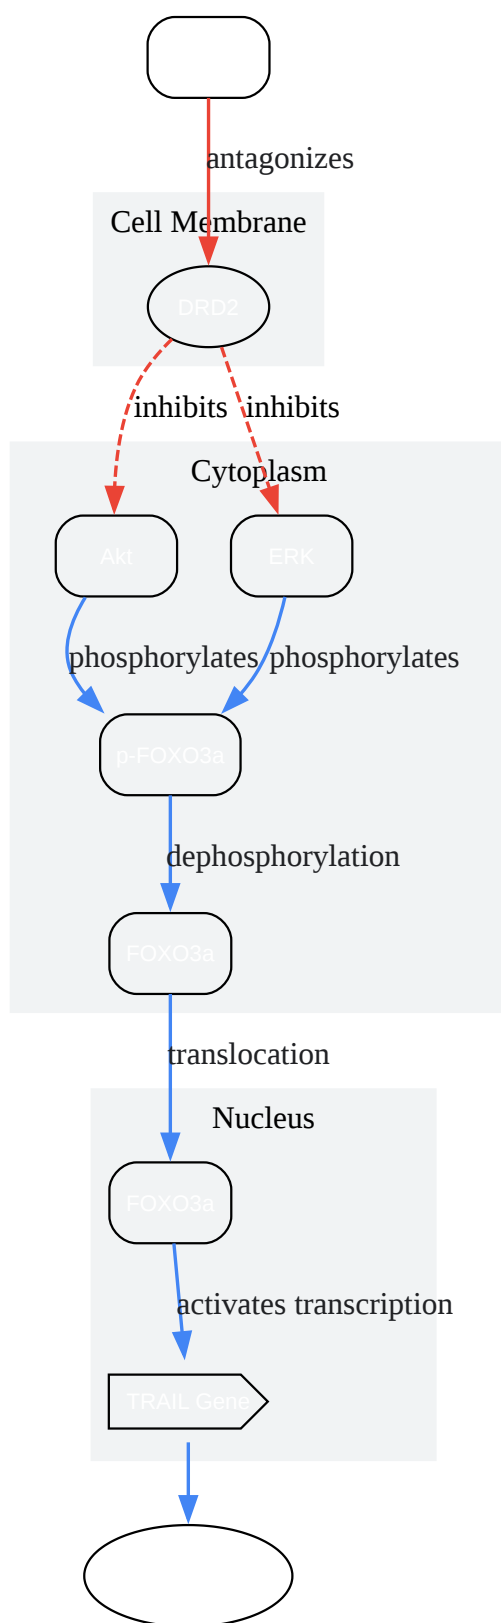 antagonizes
Cell Membrane
DRD2
inhibits
inhibits
Cytoplasm
Akt
ERK
phosphorylates
phosphorylates
p-FOXO3a
dephosphorylation
FOXO3a
translocation
Nucleus
FOXO3a
activates transcription
TRAIL Gene